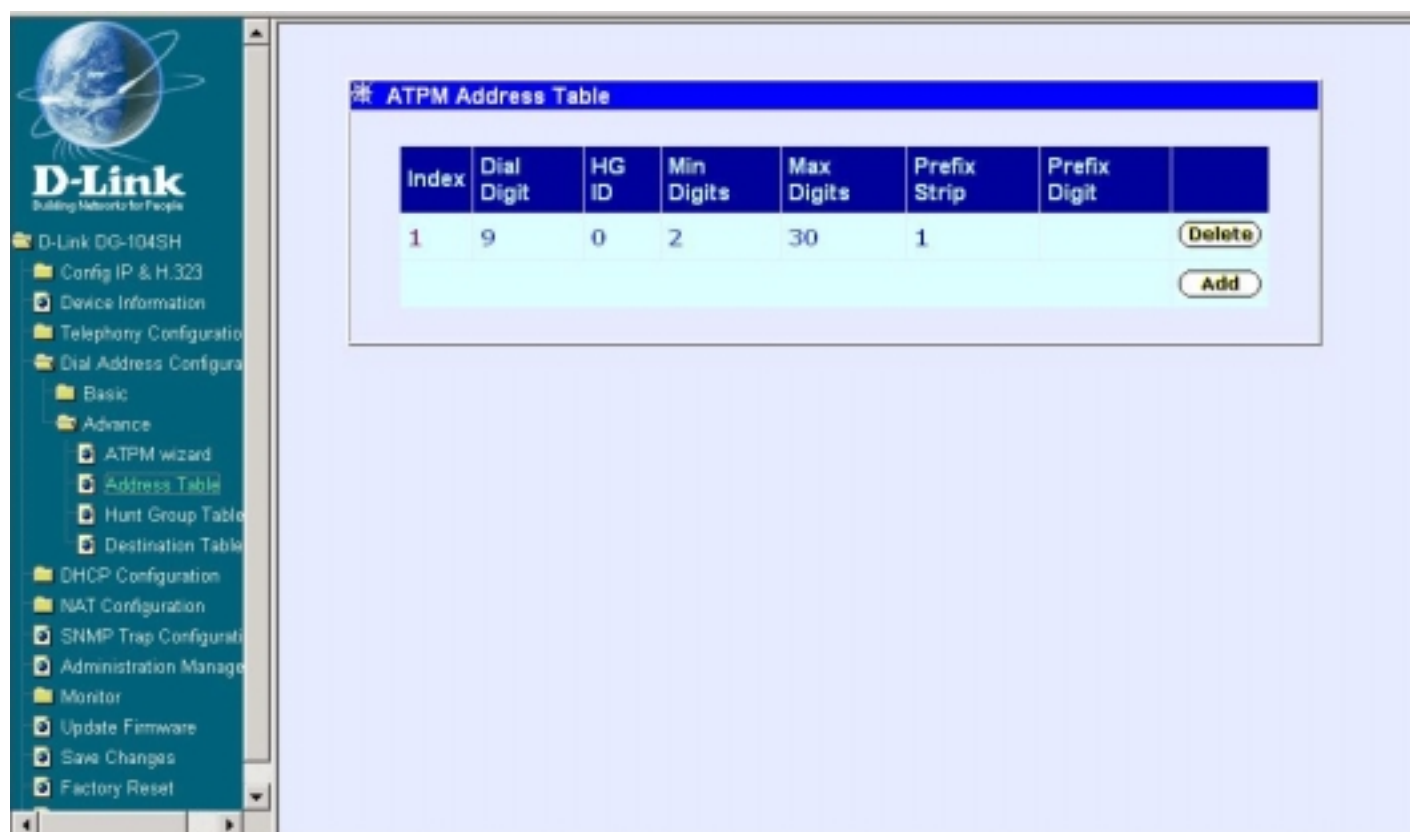 D-Link
Building Networks for People
D-Link DG-104SH
Config IP & H.323
Device Information
Telephony Configuratio
Dial Address Configura
Basic
Advance
ATPM wizard
Address Table
Hunt Group Table
Destination Table
DHCP Configuration
NAT Configuration
SNMP Trap Configurati
Administration Manage
Monitor
Update Firmware
Save Changes
Factory Reset
ATPM Address Table
Index Dial Digit HG ID Min Digits Max Digits Prefix Strip Prefix Digit
1 9 0 2 30 1 Delete
Add